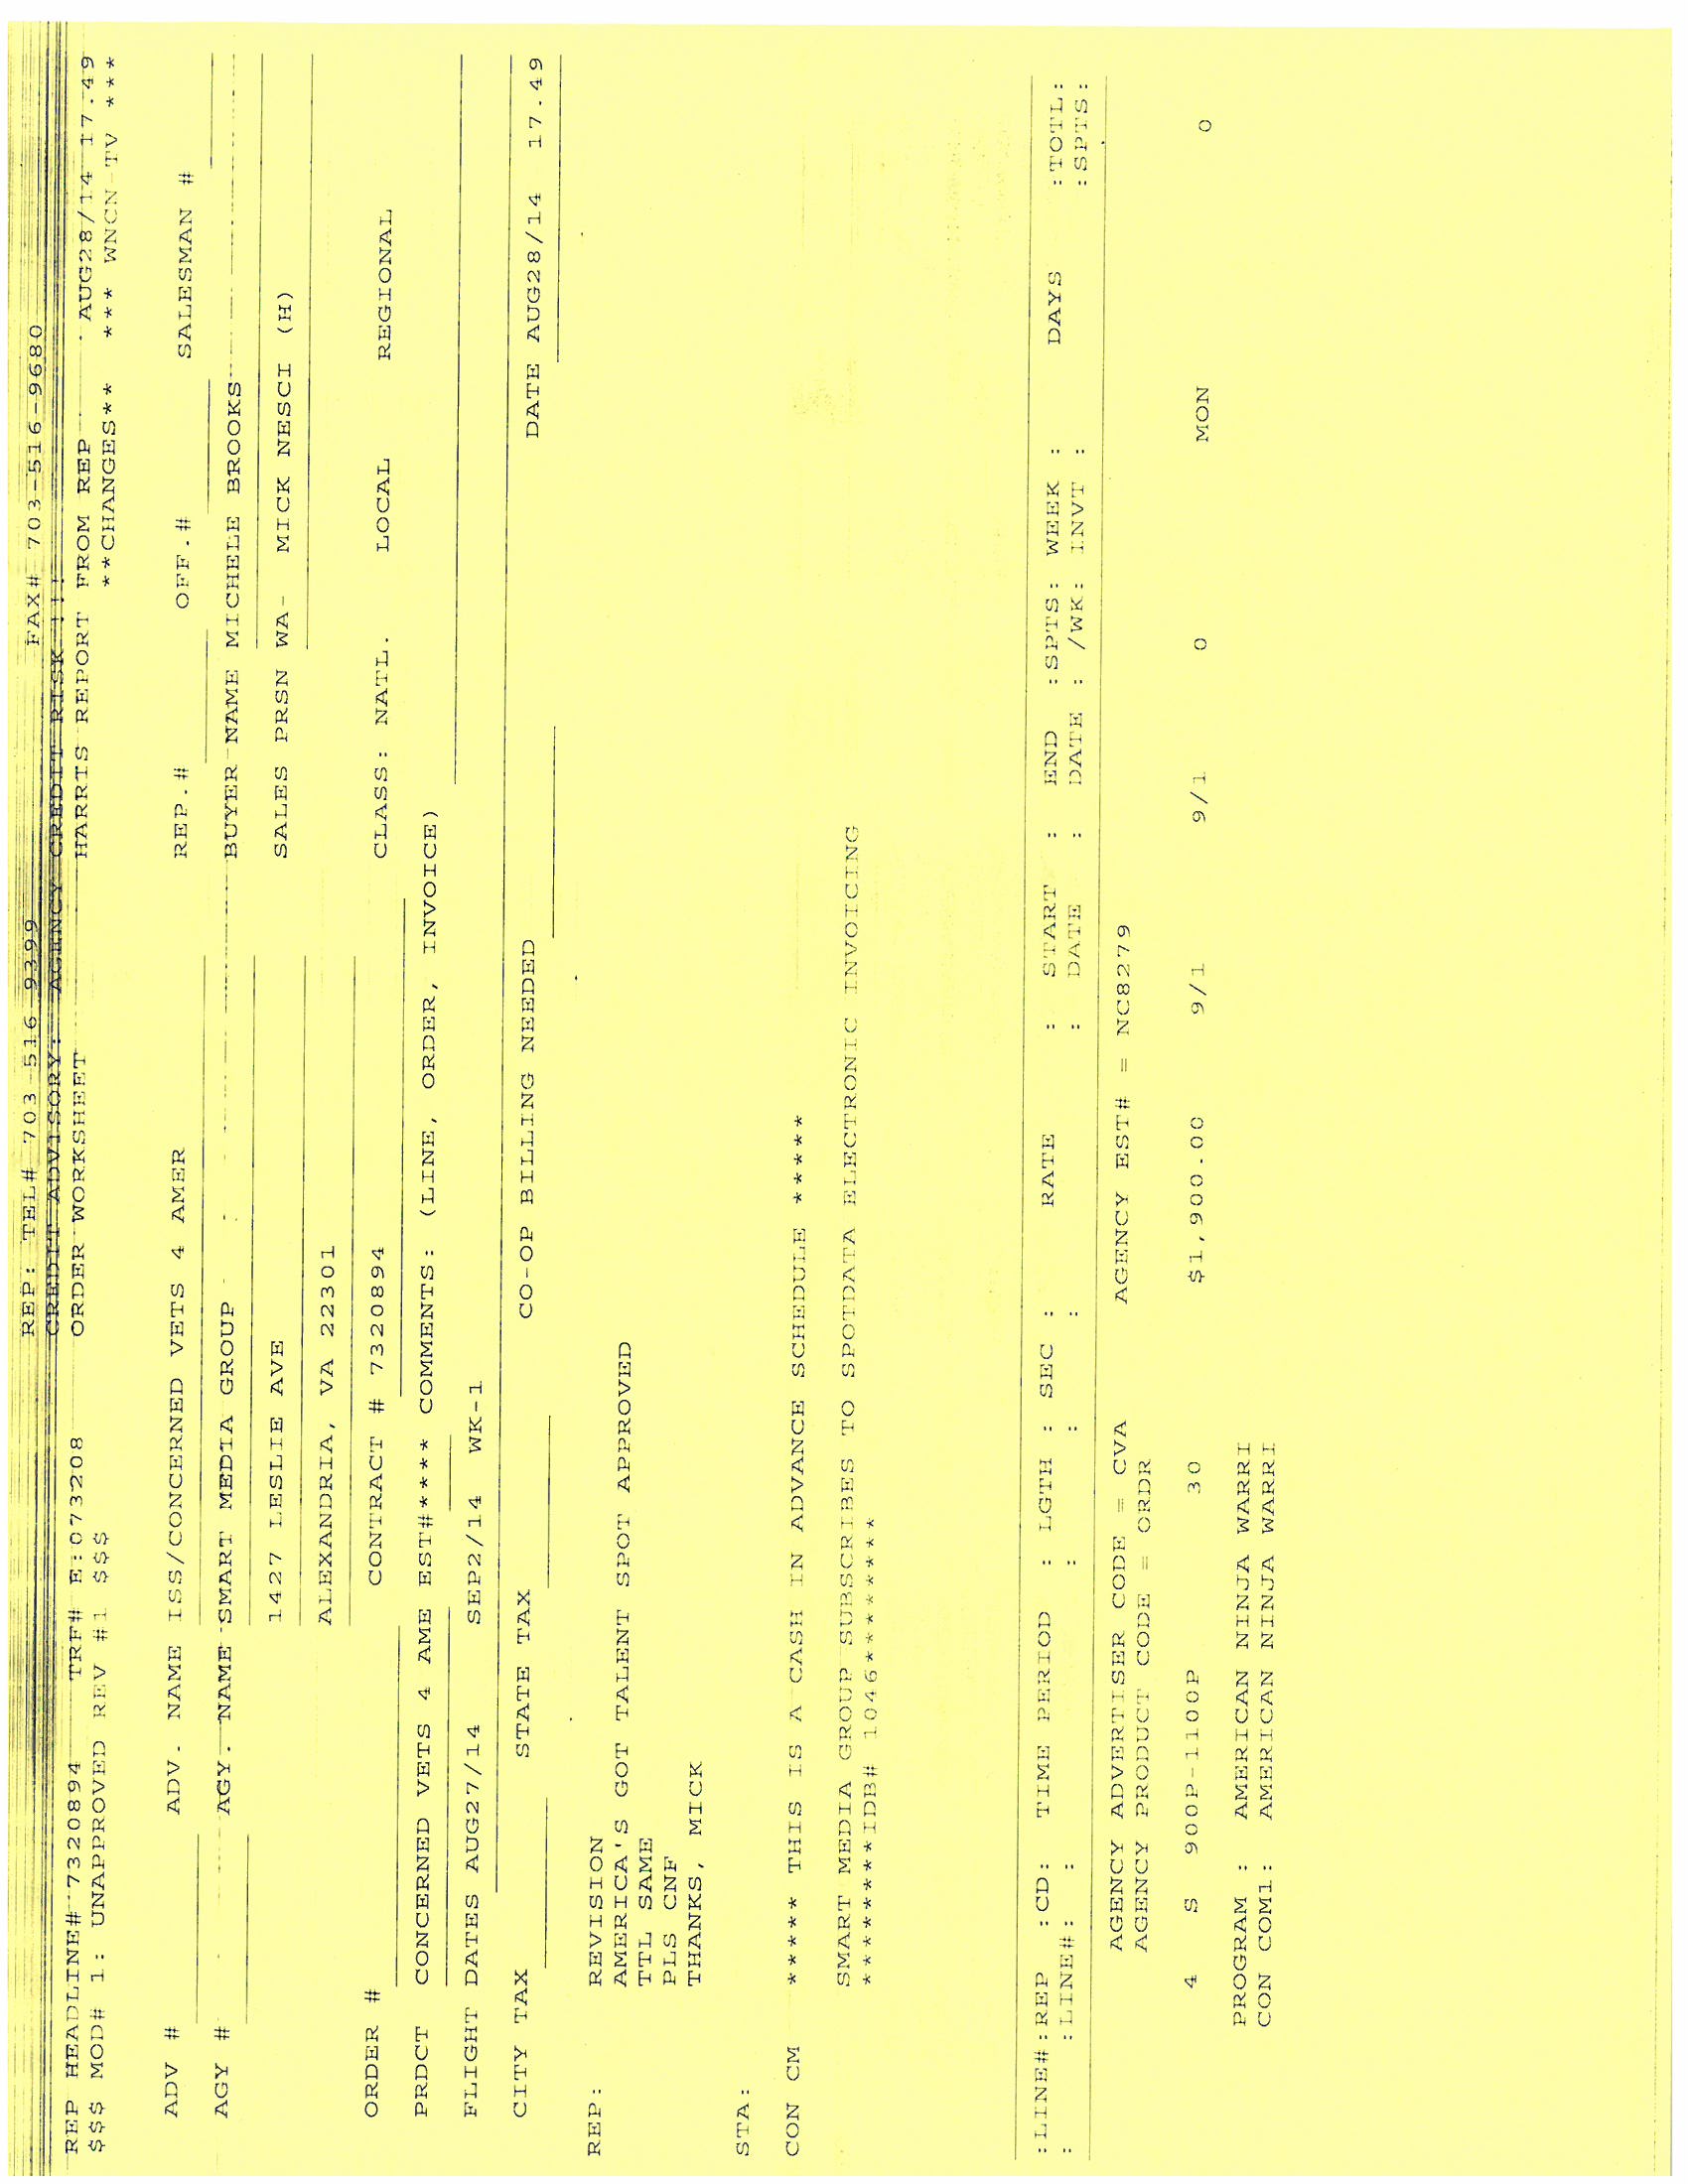 REP: TEL# 703-516-9399 FAX# 703-516-9680
CREDIT ADVISORY: AGENCY CREDIT RISK !!!
REP HEADLINE# 7320894 TRF# E:073208 ORDER WORKSHEET HARRIS REPORT FROM REP AUG28/14 17.49
$$$ MOD# 1: UNAPPROVED REV #1 $$$ **CHANGES** *** WNCN-TV ***
ADV # ADV. NAME ISS/CONCERNED VETS 4 AMER REP.# OFF.# SALESMAN #
AGY # AGY. NAME SMART MEDIA GROUP BUYER NAME MICHELE BROOKS
1427 LESLIE AVE SALES PRSN WA- MICK NESCI (H)
ALEXANDRIA, VA 22301
ORDER # CONTRACT # 7320894 CLASS: NATL. LOCAL REGIONAL
PRDCT CONCERNED VETS 4 AME EST#**** COMMENTS: (LINE, ORDER, INVOICE)
FLIGHT DATES AUG27/14 SEP2/14 WK-1
CITY TAX STATE TAX CO-OP BILLING NEEDED DATE AUG28/14 17.49
REP: REVISION
AMERICA'S GOT TALENT SPOT APPROVED
TTL SAME
PLS CNF
THANKS, MICK
STA:
CON CM ***** THIS IS A CASH IN ADVANCE SCHEDULE *****
SMART MEDIA GROUP SUBSCRIBES TO SPOTDATA ELECTRONIC INVOICING
**********IDB# 1046**********
:LINE#:REP :CD: TIME PERIOD : LGTH : SEC : RATE : START : END :SPTS: WEEK : DAYS :TOTL:
: :LINE#: : : : : DATE : DATE : /WK: INVT : :SPTS:
AGENCY ADVERTISER CODE = CVA AGENCY EST# = NC8279
AGENCY PRODUCT CODE = ORDR
4 S 900P-1100P 30 $1,900.00 9/1 9/1 0 MON 0
PROGRAM : AMERICAN NINJA WARRI
CON COM1: AMERICAN NINJA WARRI